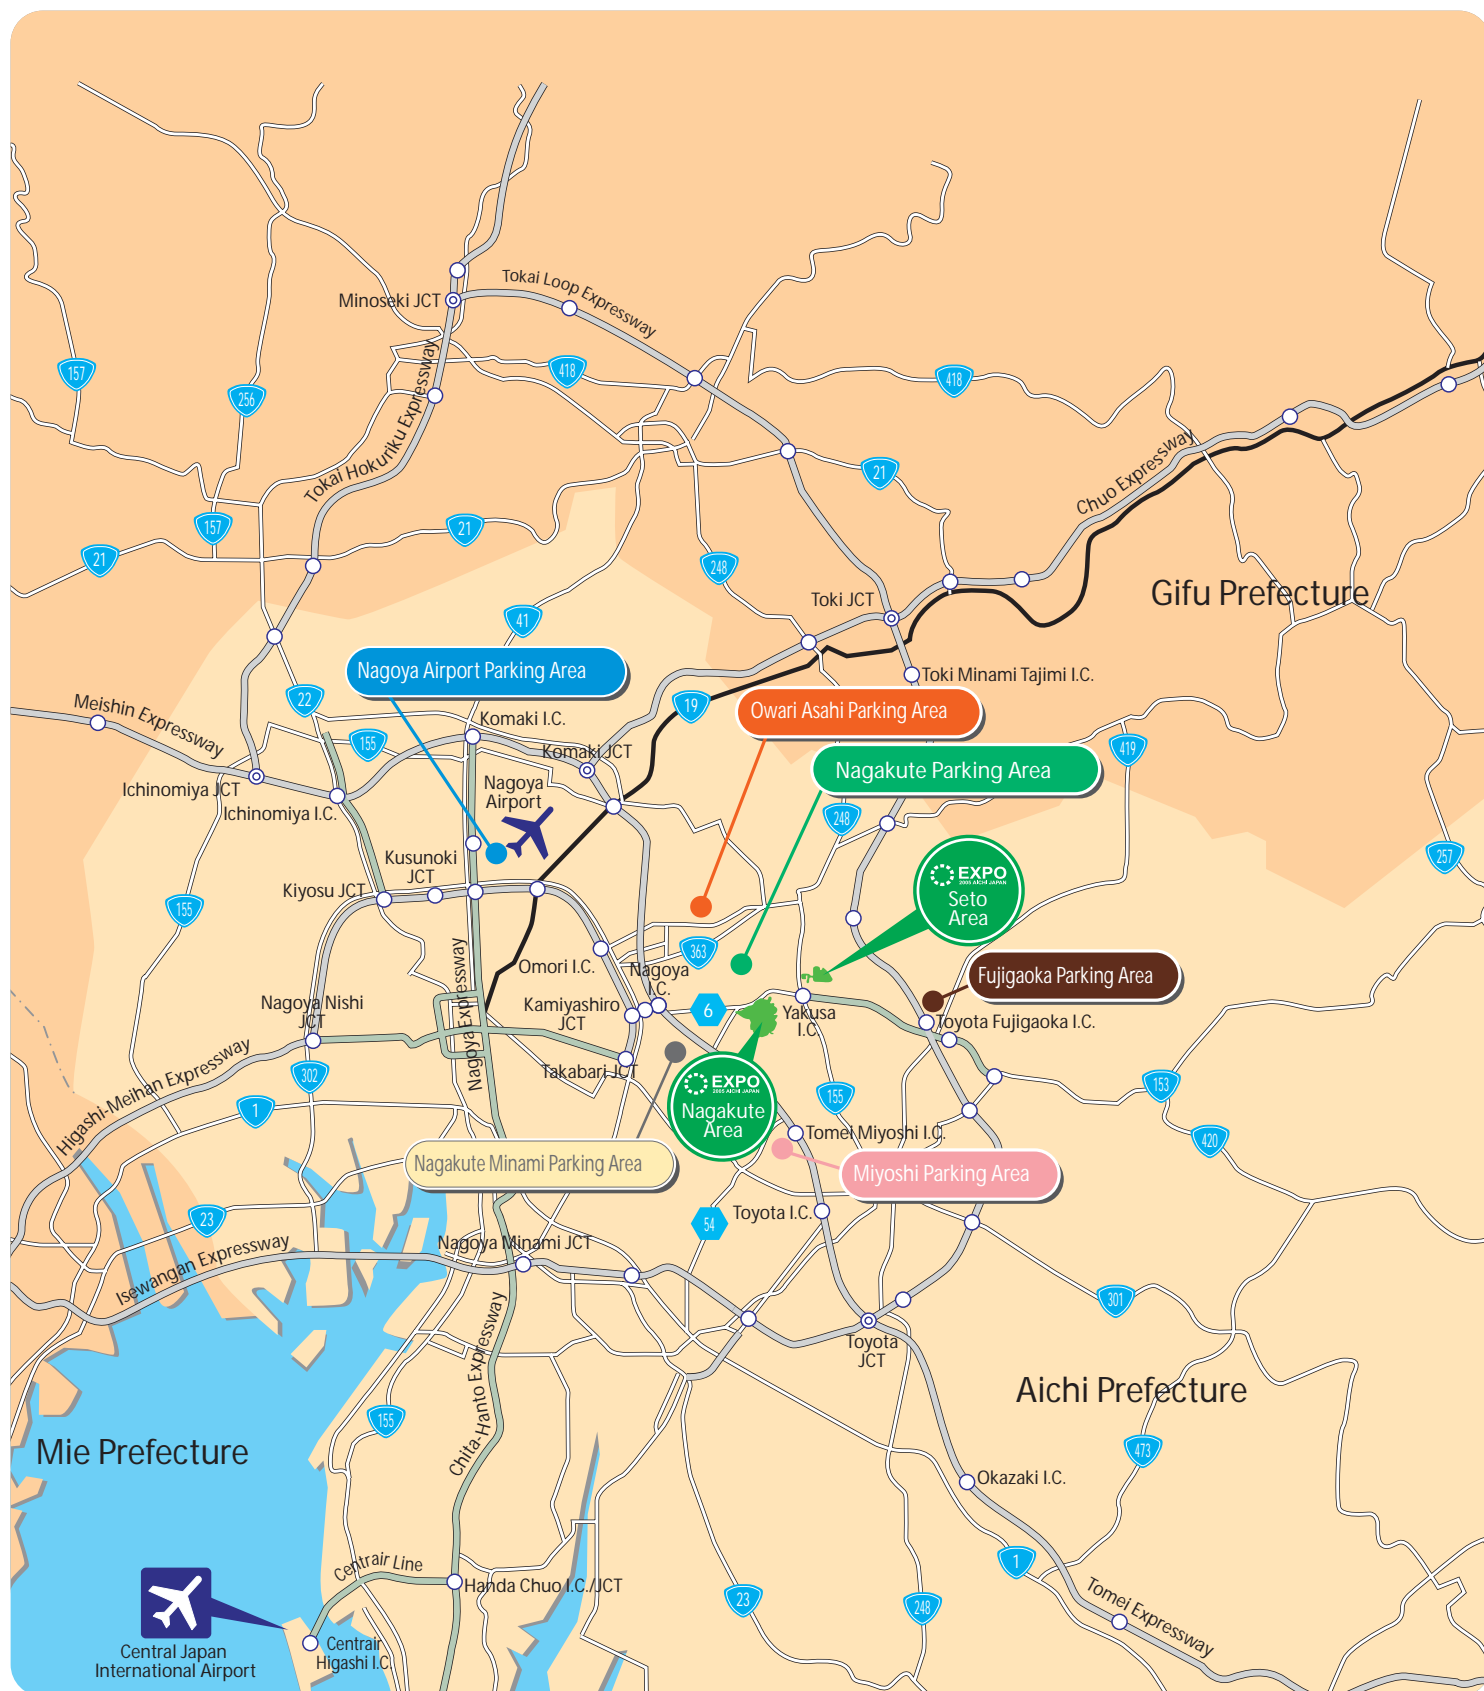 Tokai Loop Expressway
Minoseki JCT
157
256
418
418
Tokai Hokuriku Expressway
21
Chuo Expressway
157
21
21
248
Gifu Prefecture
Toki JCT
41
Nagoya Airport Parking Area
Toki Minami Tajimi I.C.
22
19
Owari Asahi Parking Area
Meishin Expressway
155
Komaki I.C.
Komaki JCT
419
Nagakute Parking Area
Ichinomiya JCT
Nagoya
Airport
Ichinomiya I.C.
248
Kusunoki
JCT
257
EXPO
2005 AICHI JAPAN
Seto
Area
Kiyosu JCT
155
363
Omori I.C.
Nagoya
I.C.
Fujigaoka Parking Area
Nagoya Expressway
Nagoya Nishi
JCT
Kamiyashiro
JCT
6
Yakusa
I.C
Toyota Fujigaoka I.C.
Higashi-Meihan Expressway
302
Takabari JCT
EXPO
2005 AICHI JAPAN
Nagakute
Area
153
1
155
Tomei Miyoshi I.C.
420
Nagakute Minami Parking Area
Miyoshi Parking Area
23
54
Toyota I.C.
Isewangan Expressway
Nagoya Minami JCT
301
Chita-Hanto Expressway
Toyota
JCT
Aichi Prefecture
155
Mie Prefecture
473
Okazaki I.C.
Centrair Line
1
Handa Chuo I.C./JCT
23
248
Tomei Expressway
Central Japan
International Airport
Centrair
Higashi I.C.